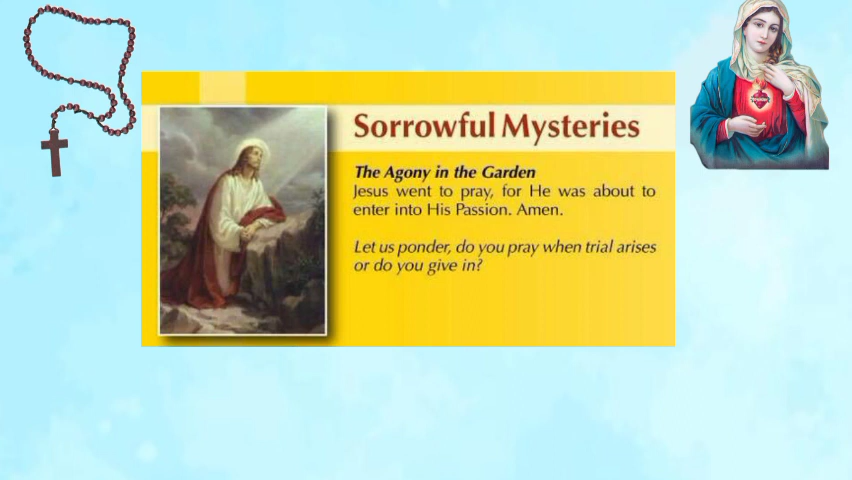 Sorrowful Mysteries
The Agony in the Garden
Jesus went to pray, for He was about to
enter into His Passion. Amen.
Let us ponder, do you pray when trial arises
or do you give in?